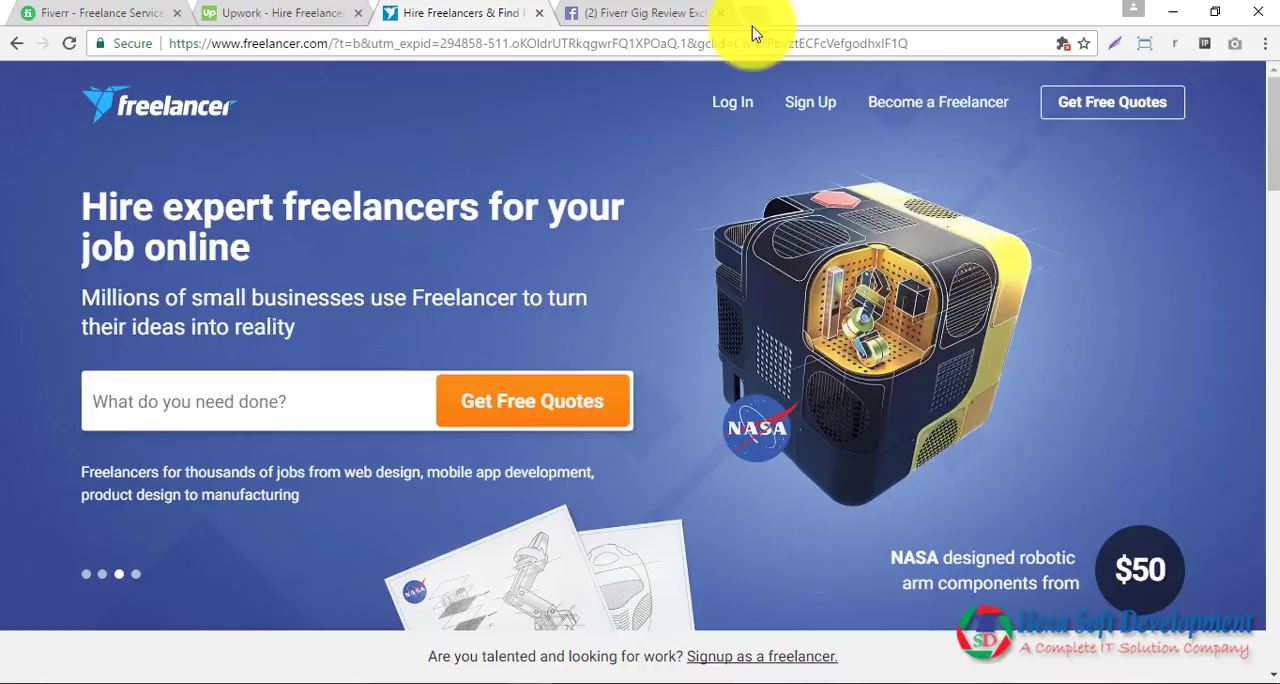 Fiverr - Freelance Service
Upwork - Hire Freelancer
Hire Freelancers & Find
(2) Fiverr Gig Review Exc
Secure
https://www.freelancer.com/?t=b&utm_expid=294858-511.
freelancer
Log In
Sign Up
Become a Freelancer
Get Free Quotes
Hire expert freelancers for your
job online
Millions of small businesses use Freelancer to turn
their ideas into reality
What do you need done?
Get Free Quotes
NASA
Freelancers for thousands of jobs from web design, mobile app development,
product design to manufacturing
NASA
NASA designed robotic
arm components from
$50
SD
Hera Soft Development
A Complete IT Solution Company
Are you talented and looking for work? Signup as a freelancer.